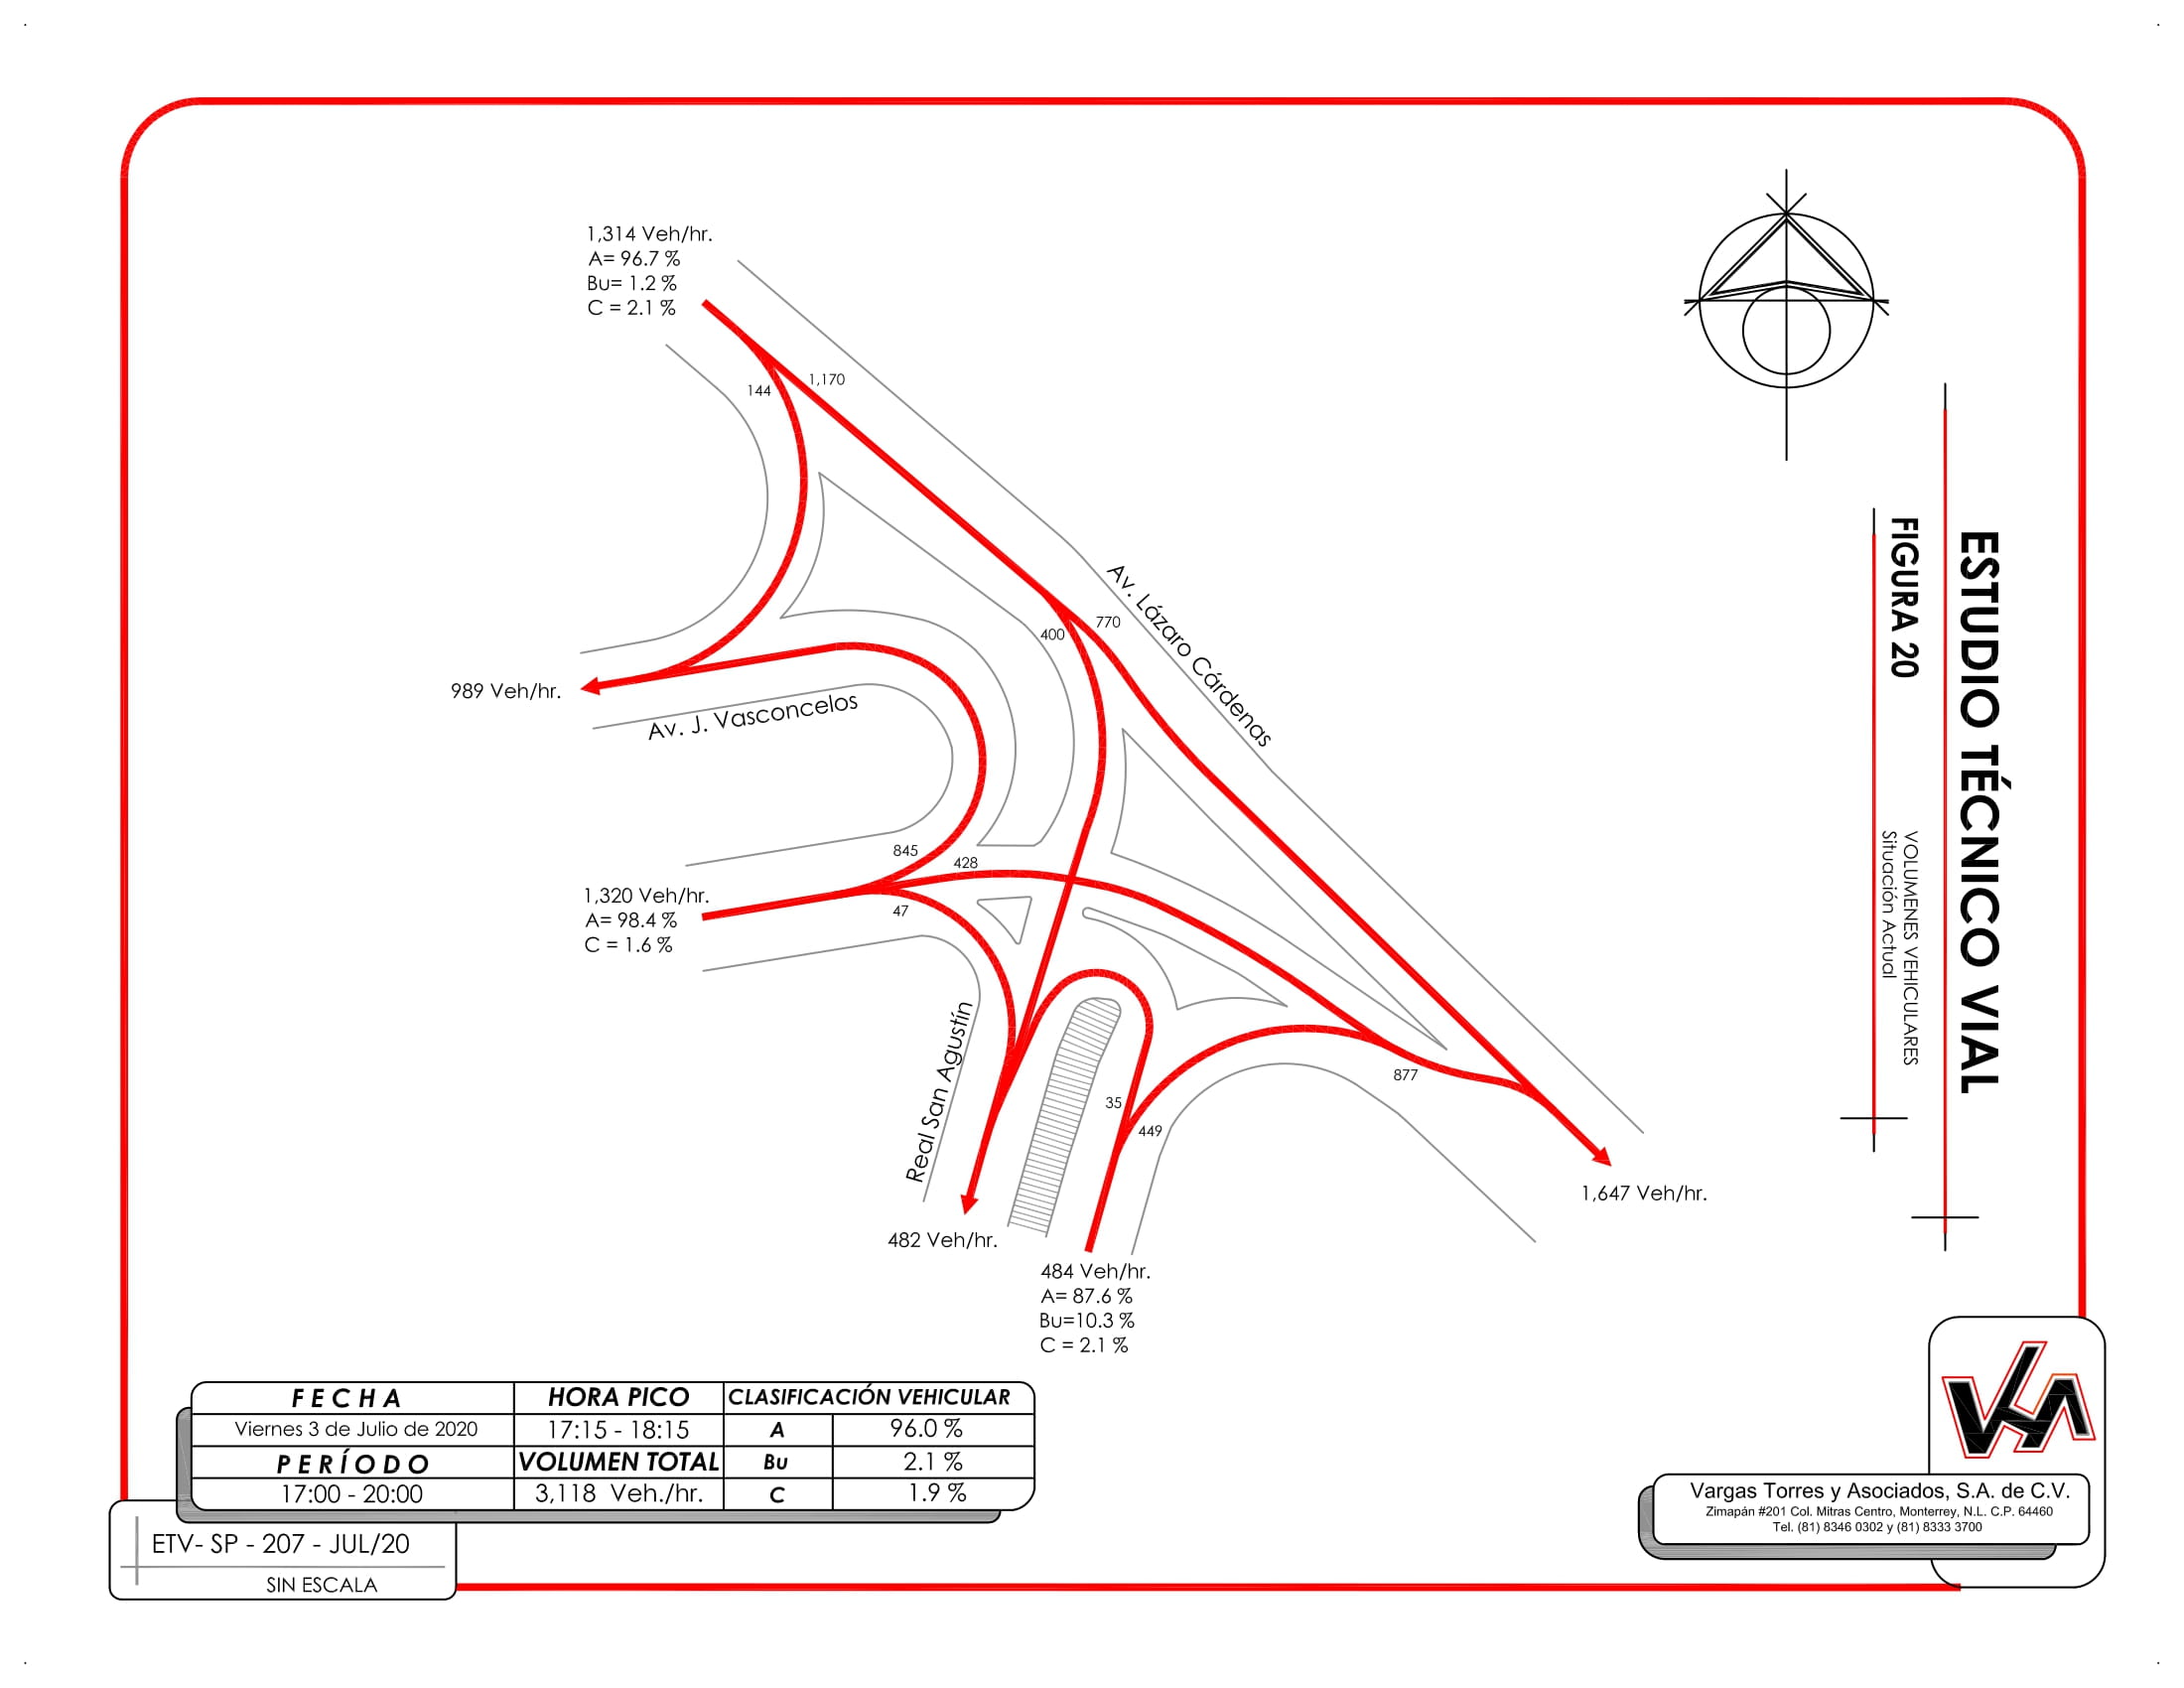 1,314 Veh/hr.
A= 96.7 %
Bu= 1.2 %
C = 2.1 %
144
1,170
Av. Lázaro Cárdenas
400
770
989 Veh/hr.
Av. J. Vasconcelos
845
428
1,320 Veh/hr.
A= 98.4 %
C = 1.6 %
47
Real San Agustín
35
449
877
1,647 Veh/hr.
482 Veh/hr.
484 Veh/hr.
A= 87.6 %
Bu=10.3 %
C = 2.1 %
ESTUDIO TÉCNICO VIAL
FIGURA 20
VOLUMENES VEHICULARES
Situación Actual
FECHA
HORA PICO
CLASIFICACIÓN VEHICULAR
Viernes 3 de Julio de 2020
17:15 - 18:15
A
96.0 %
PERÍODO
VOLUMEN TOTAL
Bu
2.1 %
17:00 - 20:00
3,118 Veh./hr.
C
1.9 %
ETV- SP - 207 - JUL/20
SIN ESCALA
Vargas Torres y Asociados, S.A. de C.V.
Zimapán #201 Col. Mitras Centro, Monterrey, N.L. C.P. 64460
Tel. (81) 8346 0302 y (81) 8333 3700